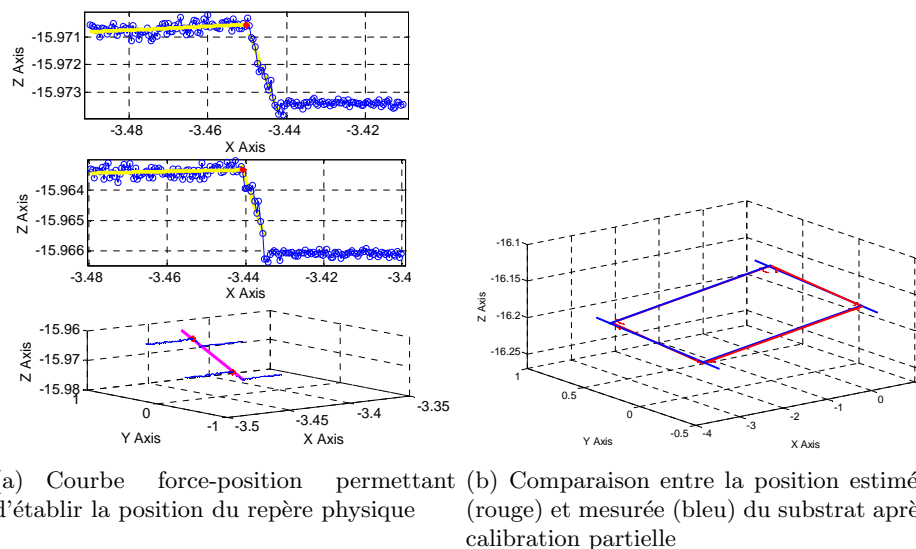 -15.971
-15.972
-15.973
Z Axis
-3.48 -3.46 -3.44 -3.42
X Axis
-15.964
-15.965
-15.966
Z Axis
-3.48 -3.46 -3.44 -3.42 -3.4
X Axis
-15.96
-15.97
-15.98
Z Axis
1 0 -1
Y Axis
-3.5 -3.45 -3.4 -3.35
X Axis
-16.1
-16.15
-16.2
-16.25
Z Axis
1 0.5 0 -0.5
Y Axis
-4 -3 -2 -1 0
X Axis
a) Courbe force-position permettant
d'établir la position du repère physique
(b) Comparaison entre la position estimé
(rouge) et mesurée (bleu) du substrat aprè
calibration partielle